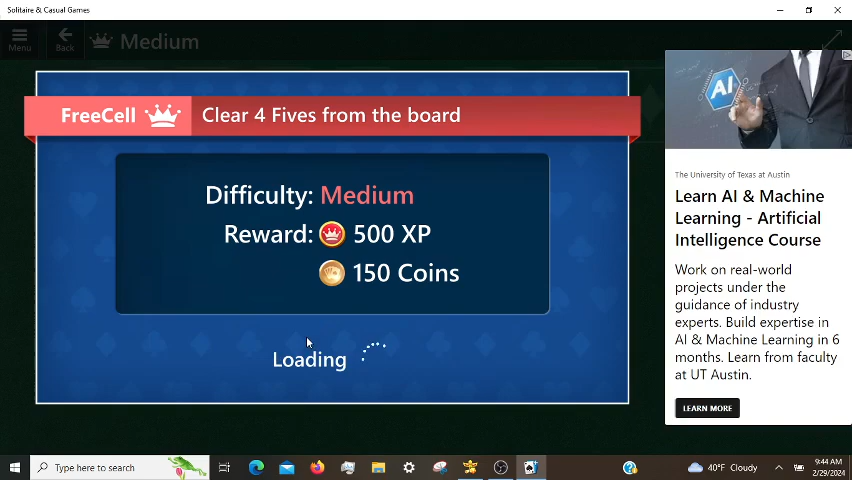 Solitaire & Casual Games
Menu
Back
Medium
FreeCell
Clear 4 Fives from the board
Difficulty: Medium
Reward: 500 XP
150 Coins
Loading
AI
The University of Texas at Austin
Learn AI & Machine
Learning - Artificial
Intelligence Course
Work on real-world
projects under the
guidance of industry
experts. Build expertise in
AI & Machine Learning in 6
months. Learn from faculty
at UT Austin.
LEARN MORE
Type here to search
40°F Cloudy
9:44 AM
2/29/2024